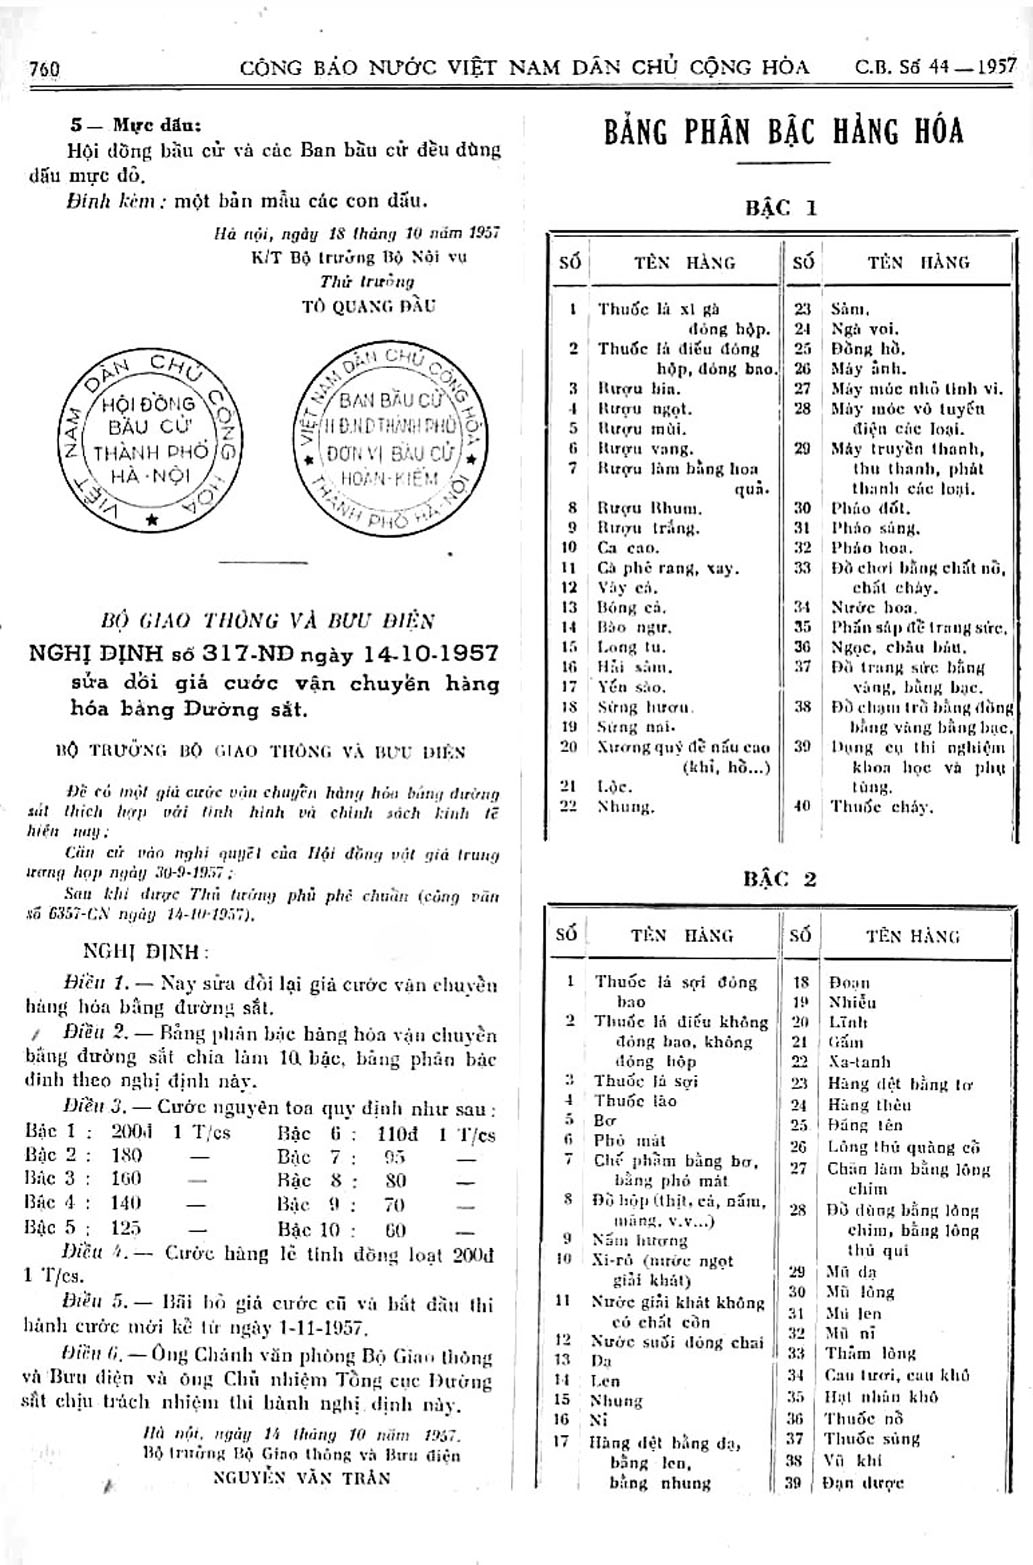 760 CÔNG BÁO NƯỚC VIỆT NAM DÂN CHỦ CỘNG HÒA C.B. Số 44 — 1957
5 — Mực dấu:
Hội đồng bầu cử và các Ban bầu cử đều dùng
dấu mực đỏ.
Đính kèm: một bản mẫu các con dấu.
Hà nội, ngày 18 tháng 10 năm 1957
K/T Bộ trưởng Bộ Nội vụ
Thứ trưởng
TÔ QUANG ĐẨU
VIỆT NAM DÂN CHỦ CỘNG HÒA
HỘI ĐỒNG
BẦU CỬ
THÀNH PHỐ
HÀ-NỘI
VIỆT NAM DÂN CHỦ CỘNG HÒA
BAN BẦU CỬ
H.Đ.N.D THÀNH PHỐ
ĐƠN VỊ BẦU CỬ
HOÀN-KIẾM
THÀNH PHỐ HÀ-NỘI
BỘ GIAO THÔNG VÀ BƯU ĐIỆN
NGHỊ ĐỊNH số 317-NĐ ngày 14-10-1957
sửa đổi giá cước vận chuyển hàng
hóa bằng Đường sắt.
BỘ TRƯỞNG BỘ GIAO THÔNG VÀ BƯU ĐIỆN
Để có một giá cước vận chuyển hàng hóa bằng đường
sắt thích hợp với tình hình và chính sách kinh tế
hiện nay;
Căn cứ vào nghị quyết của Hội đồng vật giá trung
ương họp ngày 30-9-1957;
Sau khi được Thủ tướng phủ phê chuẩn (công văn
số 6357-CN ngày 14-10-1957).
NGHỊ ĐỊNH:
Điều 1. — Nay sửa đổi lại giá cước vận chuyển
hàng hóa bằng đường sắt.
Điều 2. — Bảng phân bậc hàng hóa vận chuyển
bằng đường sắt chia làm 10 bậc, bảng phân bậc
đính theo nghị định này.
Điều 3. — Cước nguyên toa quy định như sau:
Bậc 1 : 200đ 1 T/cs Bậc 6 : 110đ 1 T/cs
Bậc 2 : 180 — Bậc 7 : 95 —
Bậc 3 : 160 — Bậc 8 : 80 —
Bậc 4 : 140 — Bậc 9 : 70 —
Bậc 5 : 125 — Bậc 10 : 60 —
Điều 4. — Cước hàng lẻ tính đồng loạt 200đ
1 T/cs.
Điều 5. — Bãi bỏ giá cước cũ và bắt đầu thi
hành cước mới kể từ ngày 1-11-1957.
Điều 6. — Ông Chánh văn phòng Bộ Giao thông
và Bưu điện và ông Chủ nhiệm Tổng cục Đường
sắt chịu trách nhiệm thi hành nghị định này.
Hà nội, ngày 14 tháng 10 năm 1957.
Bộ trưởng Bộ Giao thông và Bưu điện
NGUYỄN VĂN TRÂN
BẢNG PHÂN BẬC HÀNG HÓA
BẬC 1
SỐ TÊN HÀNG
1 Thuốc lá xì gà
đóng hộp.
2 Thuốc lá điếu đóng
hộp, đóng bao.
3 Rượu bia.
4 Rượu ngọt.
5 Rượu mùi.
6 Rượu vang.
7 Rượu làm bằng hoa
quả.
8 Rượu Rhum.
9 Rượu trắng.
10 Ca cao.
11 Cà phê rang, xay.
12 Vây cá.
13 Bóng cá.
14 Bào ngư.
15 Long tu.
16 Hải sâm.
17 Yến sào.
18 Sừng hươu.
19 Sừng nai.
20 Xương quý để nấu cao
(khỉ, hổ...)
21 Lộc.
22 Nhung.
SỐ TÊN HÀNG
23 Sâm.
24 Ngà voi.
25 Đồng hồ.
26 Máy ảnh.
27 Máy móc nhỏ tinh vi.
28 Máy móc vô tuyến
điện các loại.
29 Máy truyền thanh,
thu thanh, phát
thanh các loại.
30 Pháo đốt.
31 Pháo sáng.
32 Pháo hoa.
33 Đồ chơi bằng chất nổ,
chất cháy.
34 Nước hoa.
35 Phấn sáp để trang sức.
36 Ngọc, châu báu.
37 Đồ trang sức bằng
vàng, bằng bạc.
38 Đồ chạm trổ bằng đồng
bằng vàng bằng bạc.
39 Dụng cụ thí nghiệm
khoa học và phụ
tùng.
40 Thuốc cháy.
BẬC 2
SỐ TÊN HÀNG
1 Thuốc lá sợi đóng
bao
2 Thuốc lá điếu không
đóng bao, không
đóng hộp
3 Thuốc lá sợi
4 Thuốc lào
5 Bơ
6 Phó mát
7 Chế phẩm bằng bơ,
bằng phó mát
8 Đồ hộp (thịt, cá, nấm,
măng, v.v...)
9 Nấm hương
10 Xi-rô (nước ngọt
giải khát)
11 Nước giải khát không
có chất cồn
12 Nước suối đóng chai
13 Dạ
14 Len
15 Nhung
16 Nỉ
17 Hàng dệt bằng dạ,
bằng len,
bằng nhung
SỐ TÊN HÀNG
18 Đoạn
19 Nhiễu
20 Lĩnh
21 Gấm
22 Xa-tanh
23 Hàng dệt bằng tơ
24 Hàng thêu
25 Đăng tên
26 Lông thú quàng cổ
27 Chăn làm bằng lông
chim
28 Đồ dùng bằng lông
chim, bằng lông
thú quí
29 Mũ dạ
30 Mũ lông
31 Mũ len
32 Mũ nỉ
33 Thảm lông
34 Cau tươi, cau khô
35 Hạt nhãn khô
36 Thuốc nổ
37 Thuốc súng
38 Vũ khí
39 Đạn dược